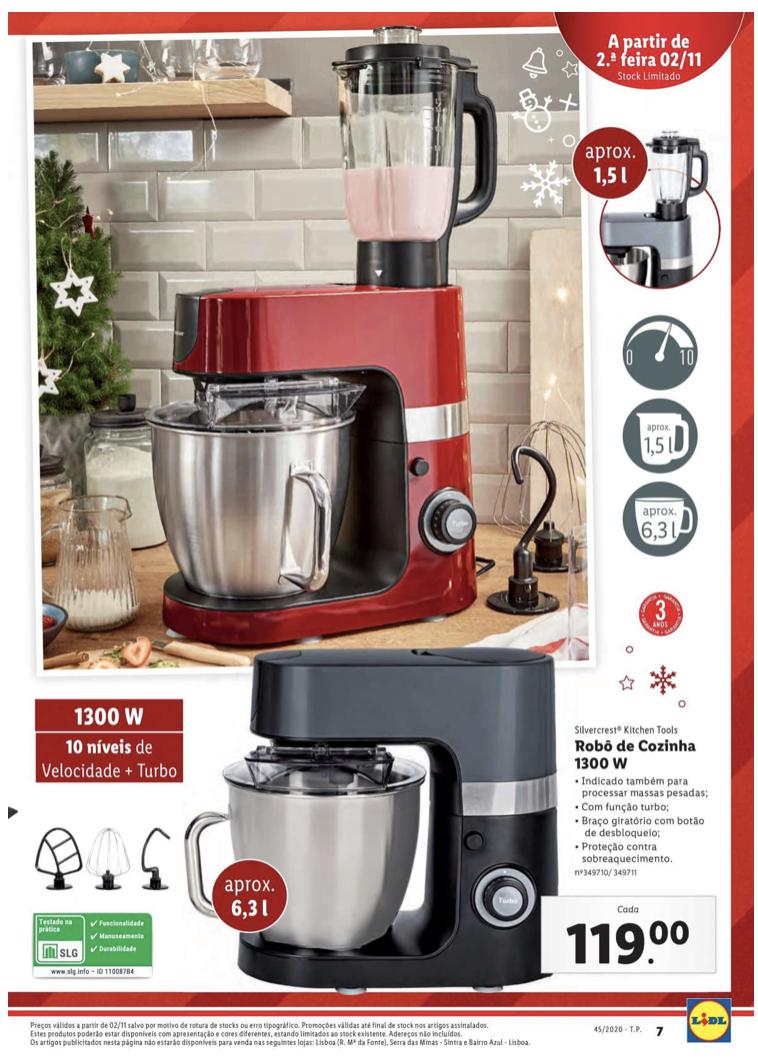 A partir de
2.ª feira 02/11
Stock Limitado
aprox.
1,5 l
0 10
aprox.
1,5 l
aprox.
6,3 l
GARANTIA
3
ANOS
GARANTIA
Turbo
1300 W
10 níveis de
Velocidade + Turbo
Silvercrest® Kitchen Tools
Robô de Cozinha
1300 W
• Indicado também para
processar massas pesadas;
• Com função turbo;
• Braço giratório com botão
de desbloqueio;
• Proteção contra
sobreaquecimento.
nº349710/ 349711
aprox.
6,3 l
Turbo
Cada
119.00
Testado na
prática
SLG
✓ Funcionalidade
✓ Manuseamento
✓ Durabilidade
www.slg.info – ID 11008784
Preços válidos a partir de 02/11 salvo por motivo de rotura de stocks ou erro tipográfico. Promoções válidas até final de stock nos artigos assinalados.
Estes produtos poderão estar disponíveis com apresentação e cores diferentes, estando limitados ao stock existente. Adereços não incluídos.
Os artigos publicitados nesta página não estarão disponíveis para venda nas seguintes lojas: Lisboa (R. Mª da Fonte), Serra das Minas - Sintra e Bairro Azul - Lisboa.
45/2020 - T.P. 7
LIDL